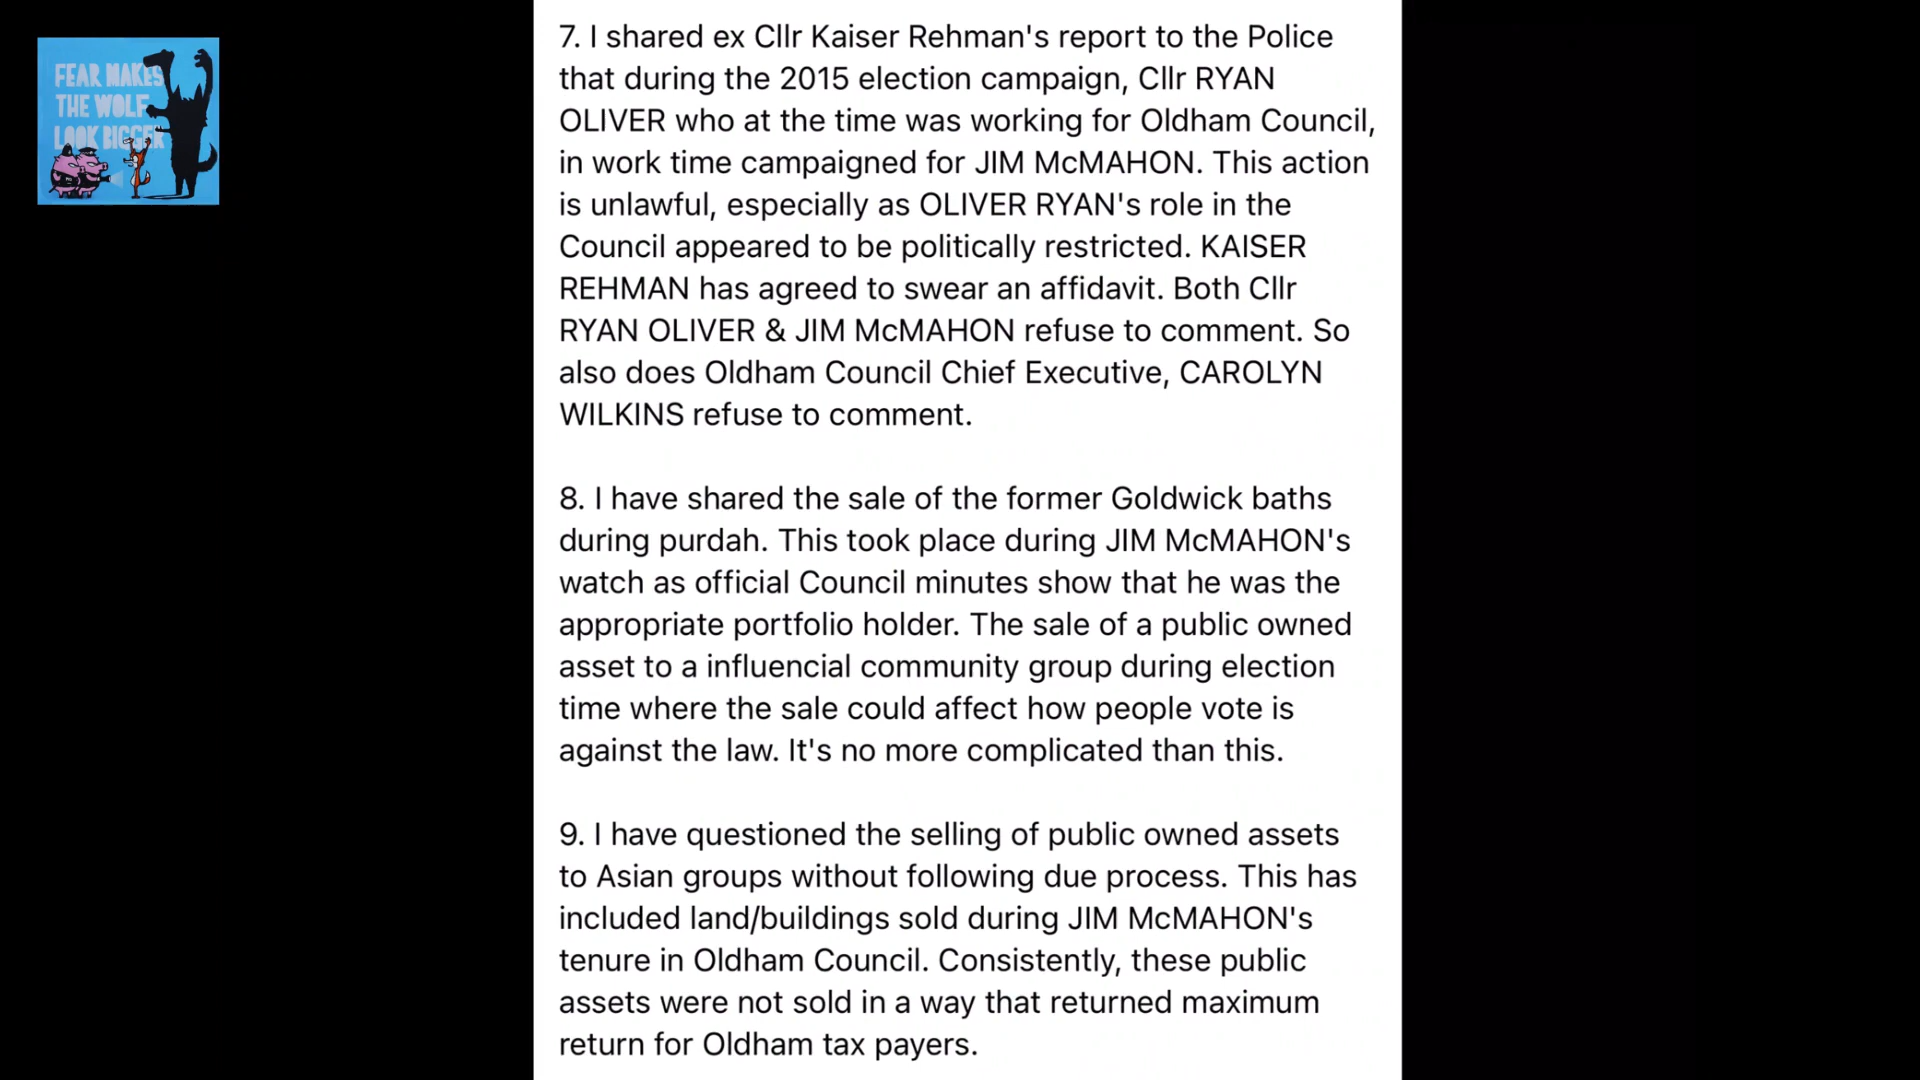 FEAR MAKES
THE WOLF
LOOK BIGGER
7. I shared ex Cllr Kaiser Rehman's report to the Police
that during the 2015 election campaign, Cllr RYAN
OLIVER who at the time was working for Oldham Council,
in work time campaigned for JIM McMAHON. This action
is unlawful, especially as OLIVER RYAN's role in the
Council appeared to be politically restricted. KAISER
REHMAN has agreed to swear an affidavit. Both Cllr
RYAN OLIVER & JIM McMAHON refuse to comment. So
also does Oldham Council Chief Executive, CAROLYN
WILKINS refuse to comment.
8. I have shared the sale of the former Goldwick baths
during purdah. This took place during JIM McMAHON's
watch as official Council minutes show that he was the
appropriate portfolio holder. The sale of a public owned
asset to a influencial community group during election
time where the sale could affect how people vote is
against the law. It's no more complicated than this.
9. I have questioned the selling of public owned assets
to Asian groups without following due process. This has
included land/buildings sold during JIM McMAHON's
tenure in Oldham Council. Consistently, these public
assets were not sold in a way that returned maximum
return for Oldham tax payers.